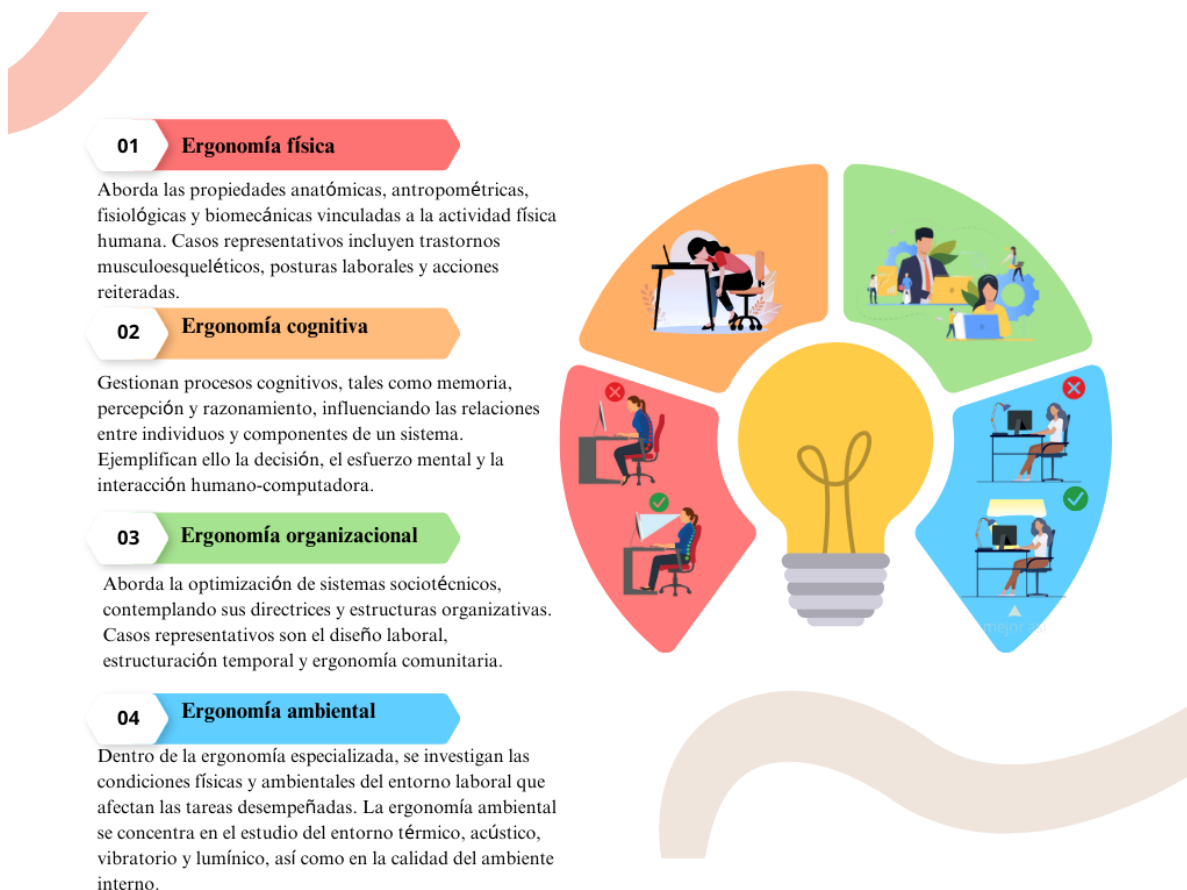 01
Ergonomía física
Aborda las propiedades anatómicas, antropométricas,
fisiológicas y biomecánicas vinculadas a la actividad física
humana. Casos representativos incluyen trastornos
musculoesqueléticos, posturas laborales y acciones
reiteradas.
02
Ergonomía cognitiva
Gestionan procesos cognitivos, tales como memoria,
percepción y razonamiento, influenciando las relaciones
entre individuos y componentes de un sistema.
Ejemplifican ello la decisión, el esfuerzo mental y la
interacción humano-computadora.
03
Ergonomía organizacional
Aborda la optimización de sistemas sociotécnicos,
contemplando sus directrices y estructuras organizativas.
Casos representativos son el diseño laboral,
estructuración temporal y ergonomía comunitaria.
04
Ergonomía ambiental
Dentro de la ergonomía especializada, se investigan las
condiciones físicas y ambientales del entorno laboral que
afectan las tareas desempeñadas. La ergonomía ambiental
se concentra en el estudio del entorno térmico, acústico,
vibratorio y lumínico, así como en la calidad del ambiente
interno.
mejor así